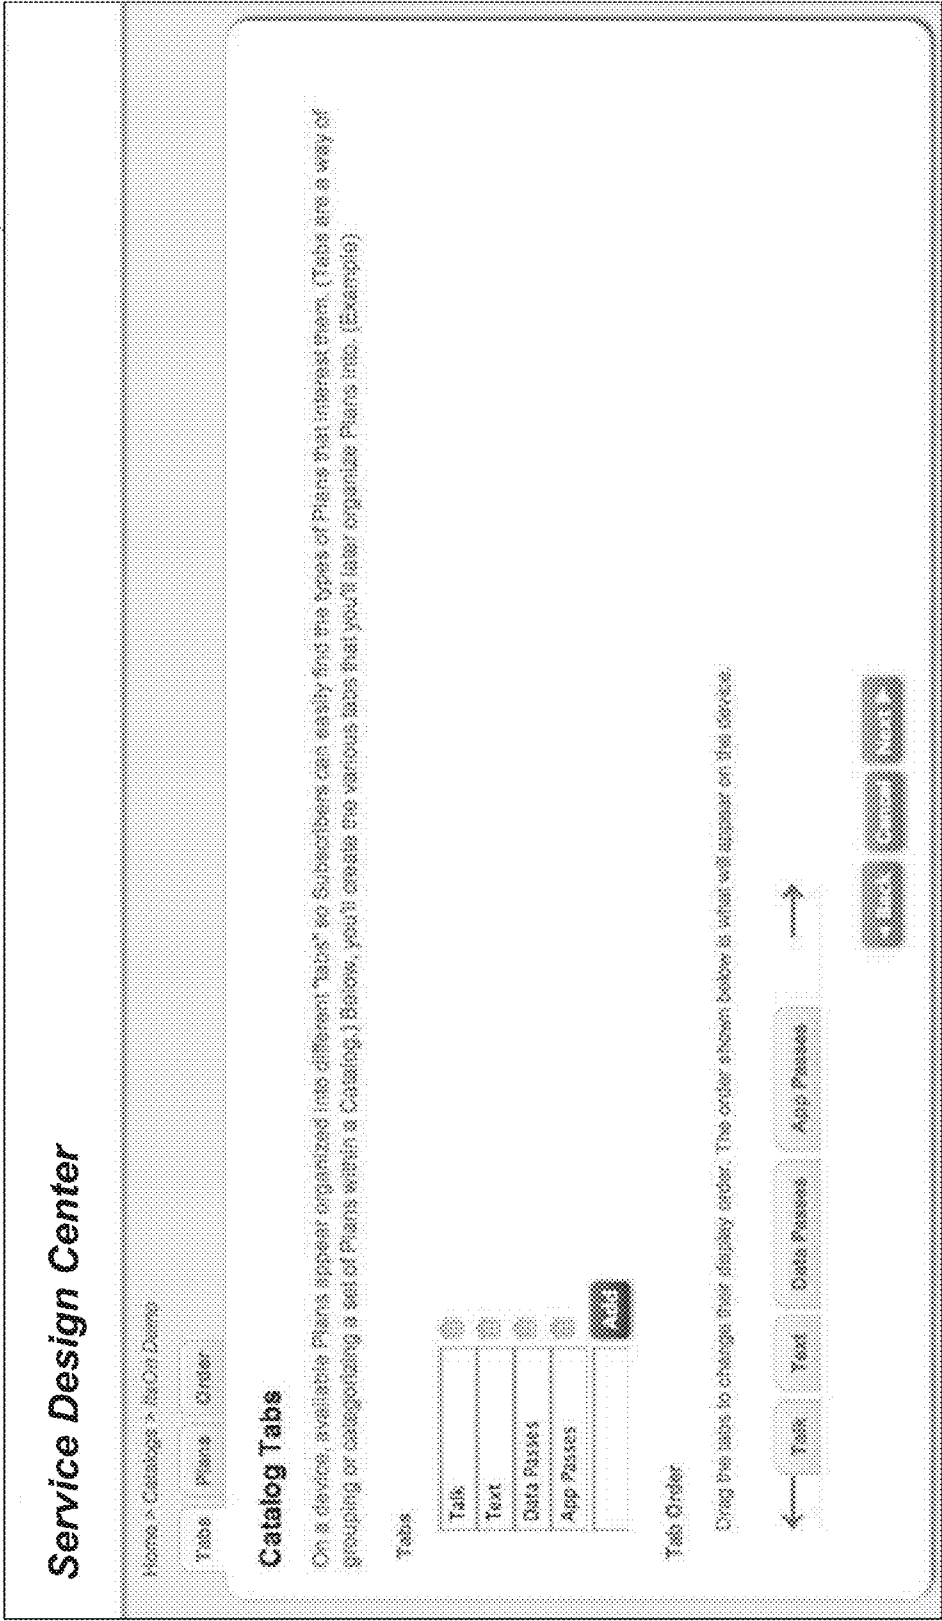 Service Design Center
Home > Catalogs > 
Tabs Plans Order
Catalog Tabs
On a device, available Plans appear organized into different "tabs" so Subscribers can easily find the types of Plans that interest them. (Tabs are a way of
grouping or categorizing a set of Plans within a Catalog.) Below, you'll create the various tabs that you'll later organize Plans into. (Example)
Tabs
Talk
Text
Data Passes
App Passes
Add
Tab Order
Drag the tabs to change their display order. The order shown below is what will appear on the device.
← Talk Text Data Passes App Passes →
Next